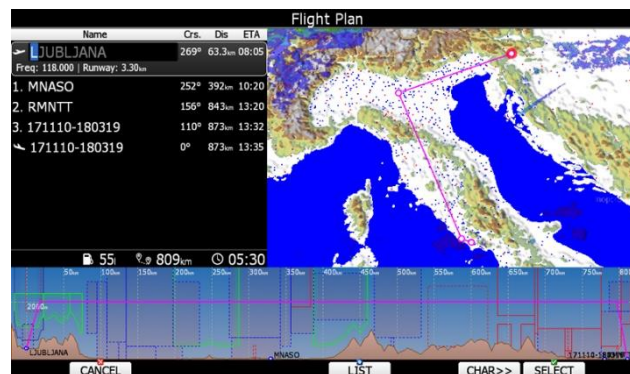 Flight Plan
Name Crs. Dis ETA
LJUBLJANA 269° 63.3km 08:05
Freq: 118.000 | Runway: 3.30km
1. MNASO 252° 392km 10:20
2. RMNTT 156° 843km 13:20
3. 171110-180319 110° 873km 13:32
171110-180319 0° 873km 13:35
55l 809km 05:30
50km 100km 150km 200km 250km 300km 350km 400km 450km 500km 550km 600km 650km 700km 750km 800
2000m
LJUBLJANA MNASO
CANCEL LIST CHAR>> SELECT